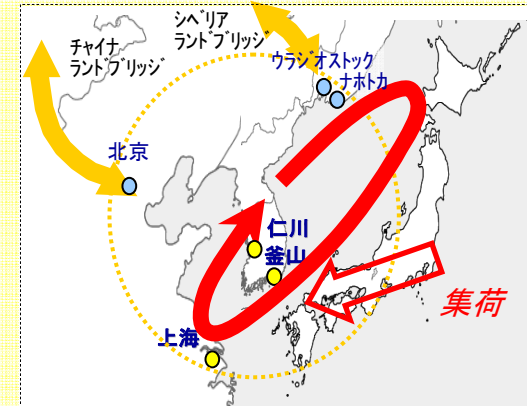 シベリア
ランドブリッジ
チャイナ
ランドブリッジ
ウラジオストック
ナホトカ
北京
仁川
釜山
上海
集荷